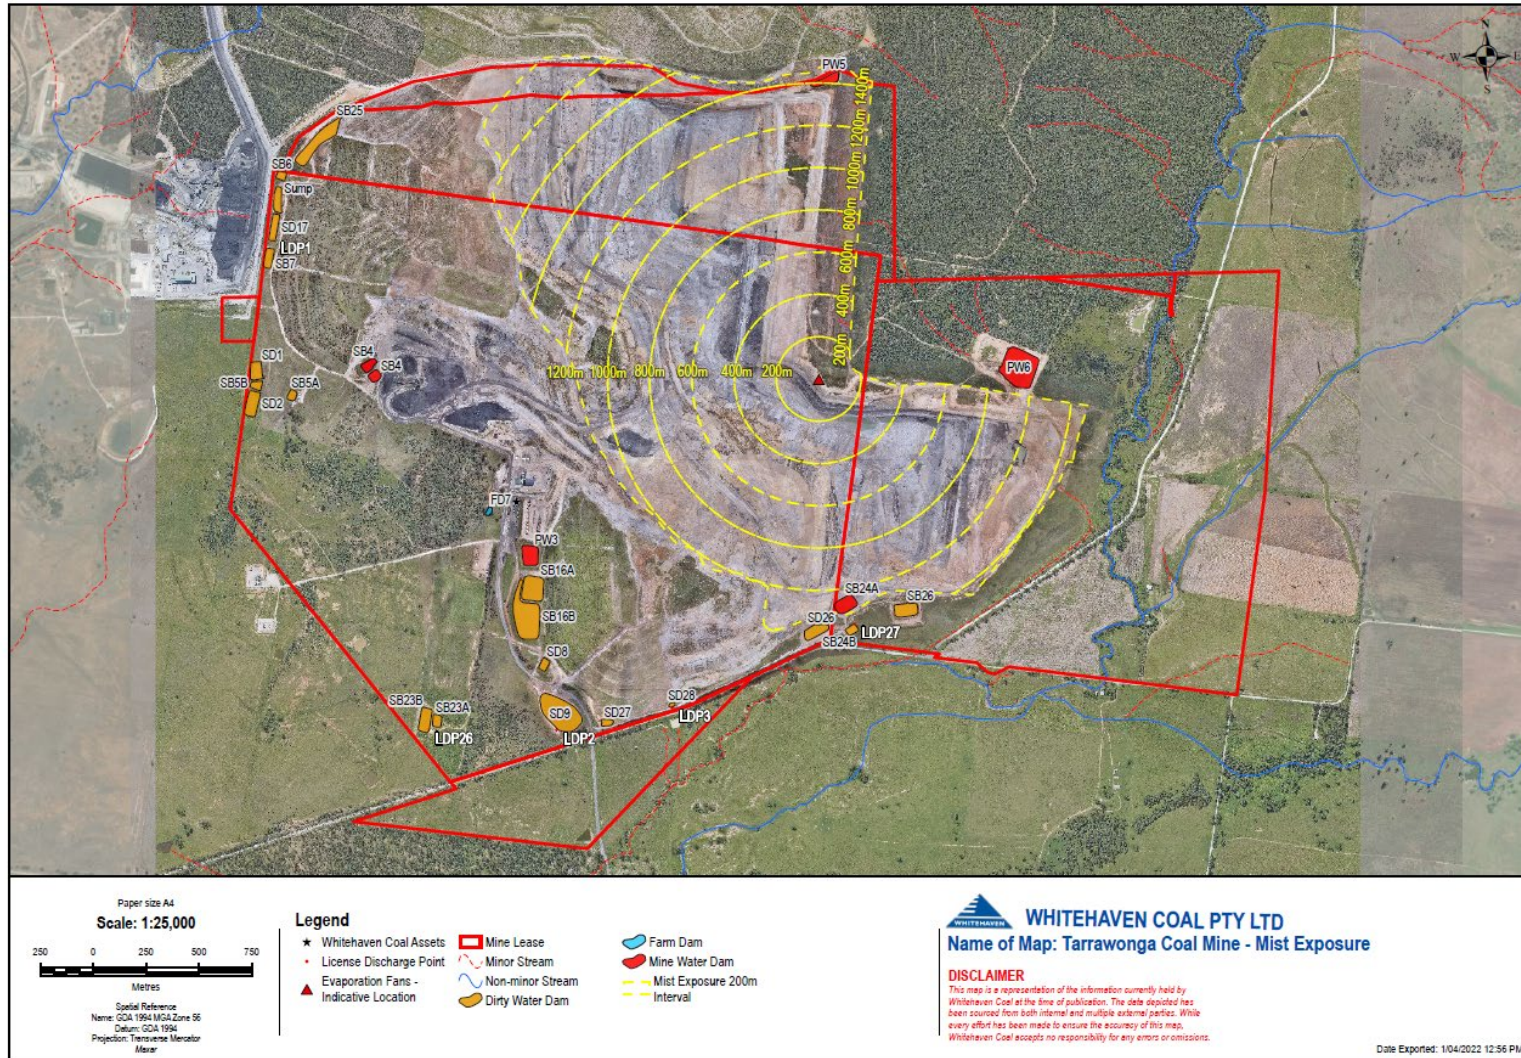 N
W E
S
PW5
1400m
1200m
1000m
800m
600m
400m
200m
SB25
SB6
Sump
SD17
LDP1
SB7
SB4
SB4
SD1
SB5B
SB5A
SD2
1200m 1000m 800m 600m 400m 200m
PW6
FD7
PW3
SB16A
SB16B
SB24A
SB26
SD26
LDP27
SB24B
SD8
SB23B
SB23A
LDP26
SD9
SD27
LDP2
SD28
LDP3
Paper size A4
Scale: 1:25,000
250 0 250 500 750
Metres
Spatial Reference
Name: GDA 1994 MGA Zone 56
Datum: GDA 1994
Projection: Transverse Mercator
Maxar
Legend
Whitehaven Coal Assets
License Discharge Point
Evaporation Fans -
Indicative Location
Mine Lease
Minor Stream
Non-minor Stream
Dirty Water Dam
Farm Dam
Mine Water Dam
Mist Exposure 200m
Interval
WHITEHAVEN
WHITEHAVEN COAL PTY LTD
Name of Map: Tarrawonga Coal Mine - Mist Exposure
DISCLAIMER
This map is a representation of the information currently held by
Whitehaven Coal at the time of publication. The data depicted has
been sourced from both internal and multiple external parties. While
every effort has been made to ensure the accuracy of this map,
Whitehaven Coal accepts no responsibility for any errors or omissions.
Date Exported: 1/04/2022 12:56 PM